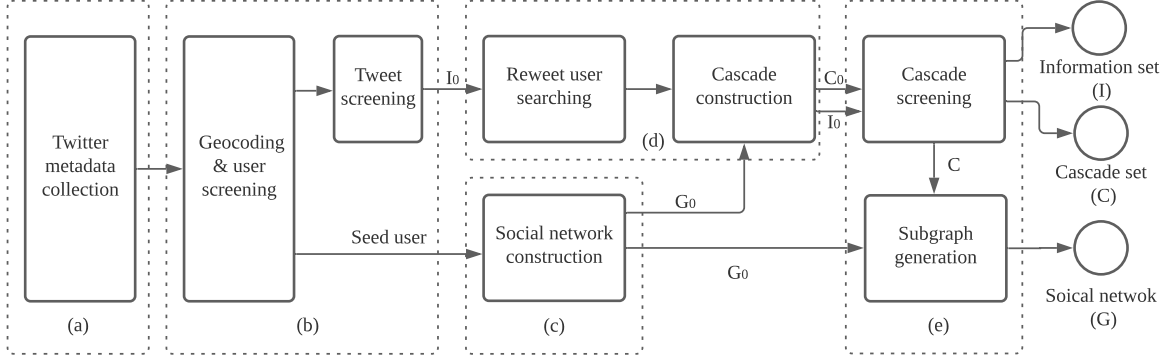 Twitter
metadata
collection
(a)
Geocoding
& user
screening
Tweet
screening
(b)
I0
Seed user
Reweet user
searching
Cascade
construction
(d)
Social network
construction
(c)
G0
G0
C0
I0
Cascade
screening
C
Subgraph
generation
(e)
Information set
(I)
Cascade set
(C)
Soical netwok
(G)